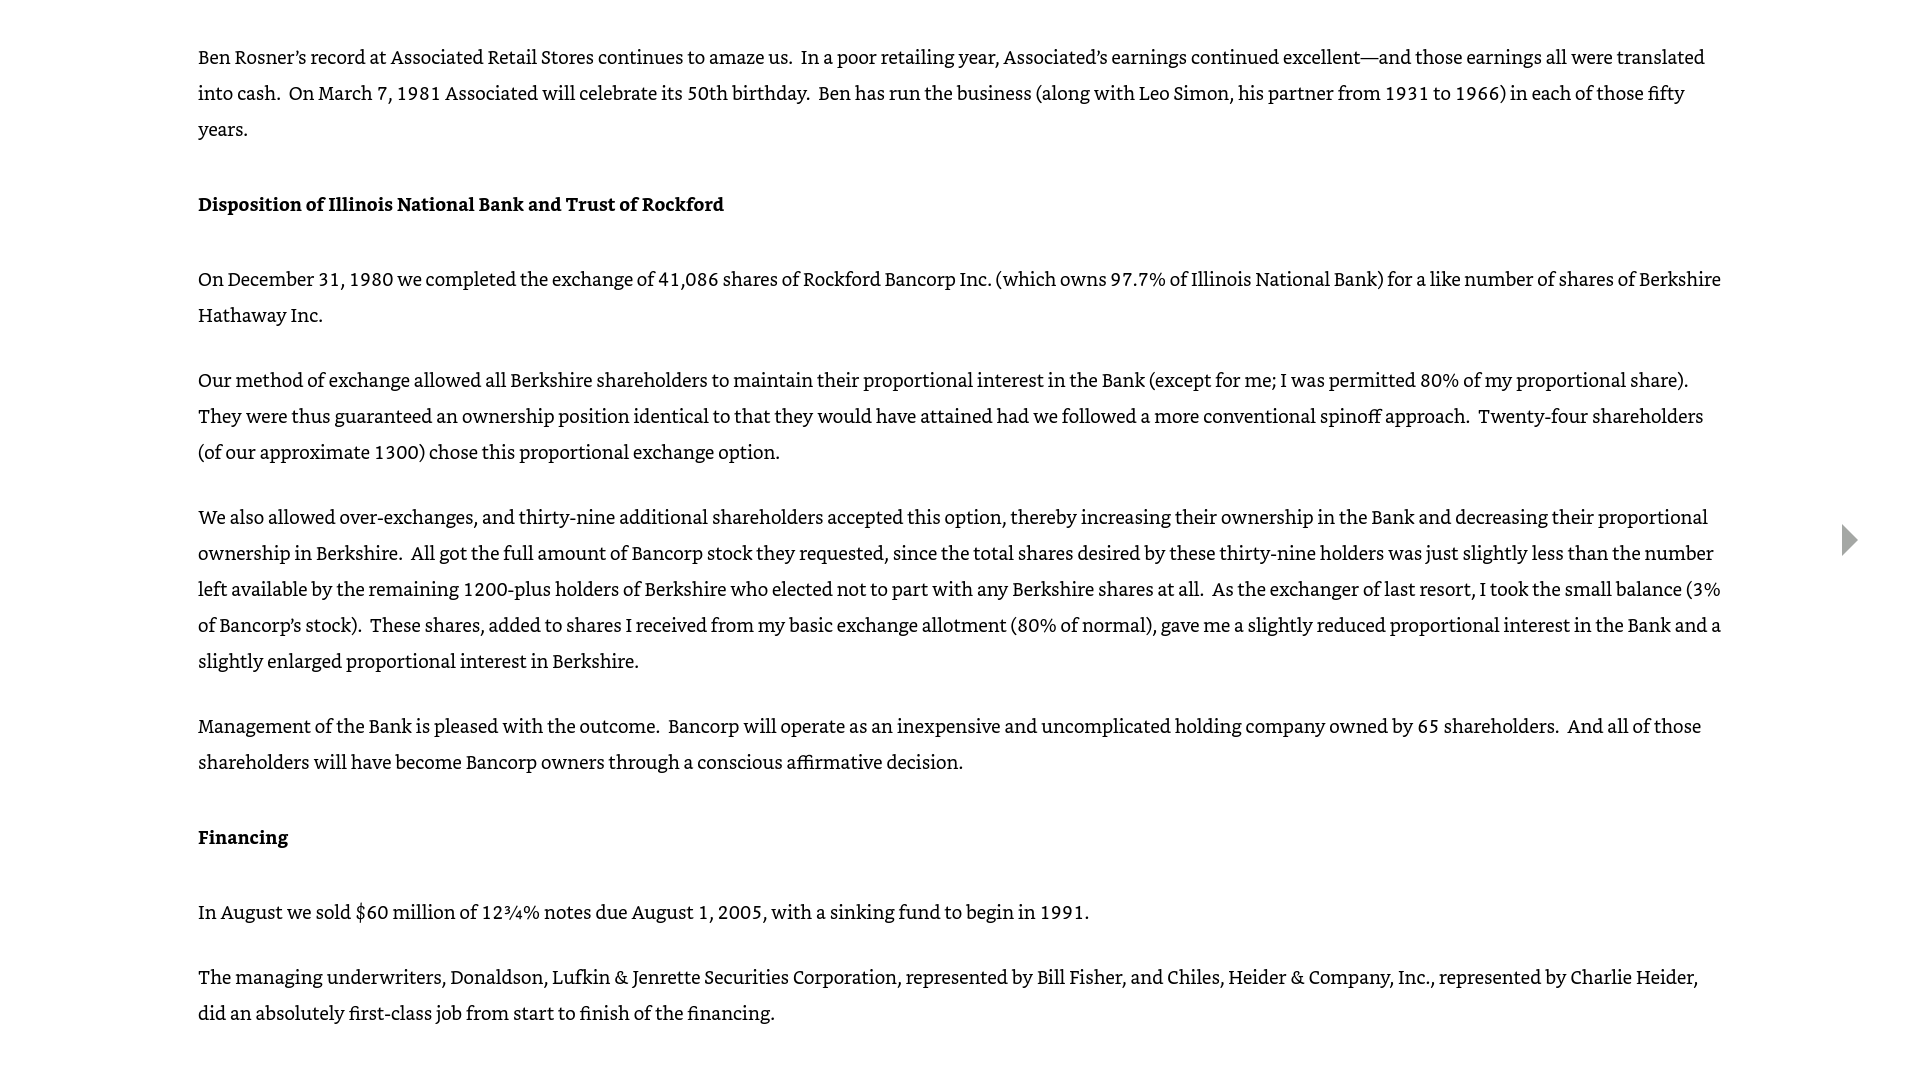 Ben Rosner’s record at Associated Retail Stores continues to amaze us.  In a poor retailing year, Associated’s earnings continued excellent—and those earnings all were translated
into cash.  On March 7, 1981 Associated will celebrate its 50th birthday.  Ben has run the business (along with Leo Simon, his partner from 1931 to 1966) in each of those fifty
years.
Disposition of Illinois National Bank and Trust of Rockford
On December 31, 1980 we completed the exchange of 41,086 shares of Rockford Bancorp Inc. (which owns 97.7% of Illinois National Bank) for a like number of shares of Berkshire
Hathaway Inc.
Our method of exchange allowed all Berkshire shareholders to maintain their proportional interest in the Bank (except for me; I was permitted 80% of my proportional share).
They were thus guaranteed an ownership position identical to that they would have attained had we followed a more conventional spinoff approach.  Twenty-four shareholders
(of our approximate 1300) chose this proportional exchange option.
We also allowed over-exchanges, and thirty-nine additional shareholders accepted this option, thereby increasing their ownership in the Bank and decreasing their proportional
ownership in Berkshire.  All got the full amount of Bancorp stock they requested, since the total shares desired by these thirty-nine holders was just slightly less than the number
left available by the remaining 1200-plus holders of Berkshire who elected not to part with any Berkshire shares at all.  As the exchanger of last resort, I took the small balance (3%
of Bancorp’s stock).  These shares, added to shares I received from my basic exchange allotment (80% of normal), gave me a slightly reduced proportional interest in the Bank and a
slightly enlarged proportional interest in Berkshire.
Management of the Bank is pleased with the outcome.  Bancorp will operate as an inexpensive and uncomplicated holding company owned by 65 shareholders.  And all of those
shareholders will have become Bancorp owners through a conscious affirmative decision.
Financing
In August we sold $60 million of 12¾% notes due August 1, 2005, with a sinking fund to begin in 1991.
The managing underwriters, Donaldson, Lufkin & Jenrette Securities Corporation, represented by Bill Fisher, and Chiles, Heider & Company, Inc., represented by Charlie Heider,
did an absolutely first-class job from start to finish of the financing.